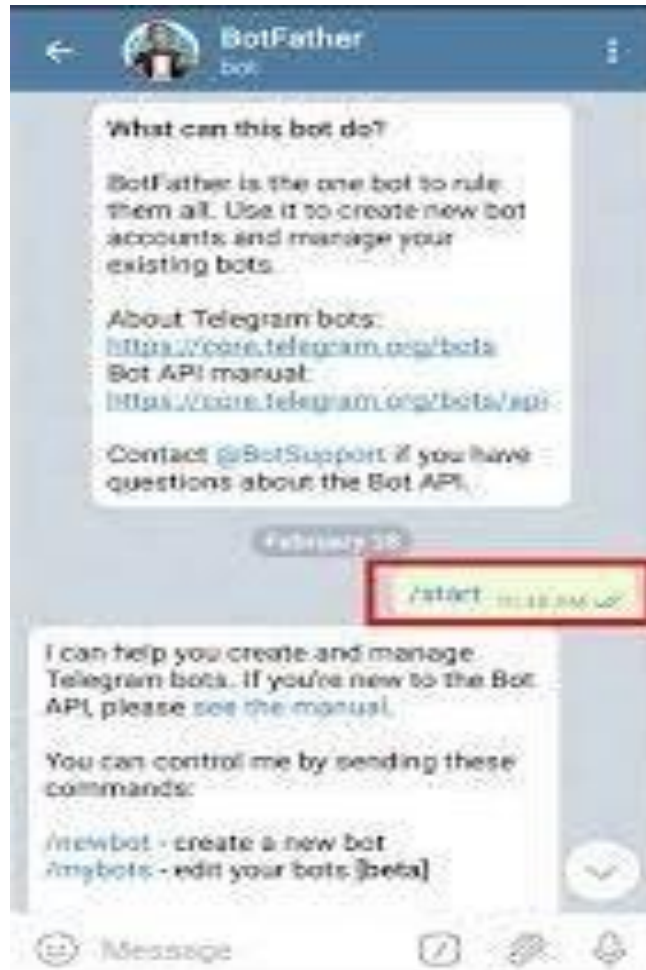 BotFather
bot
What can this bot do?
BotFather is the one bot to rule
them all. Use it to create new bot
accounts and manage your
existing bots.
About Telegram bots:
https://core.telegram.org/bots
Bot API manual:
https://core.telegram.org/bots/api
Contact @BotSupport if you have
questions about the Bot API.
February
/start
I can help you create and manage
Telegram bots. If you're new to the Bot
API, please see the manual.
You can control me by sending these
commands:
/newbot - create a new bot
/mybots - edit your bots [beta]
Message